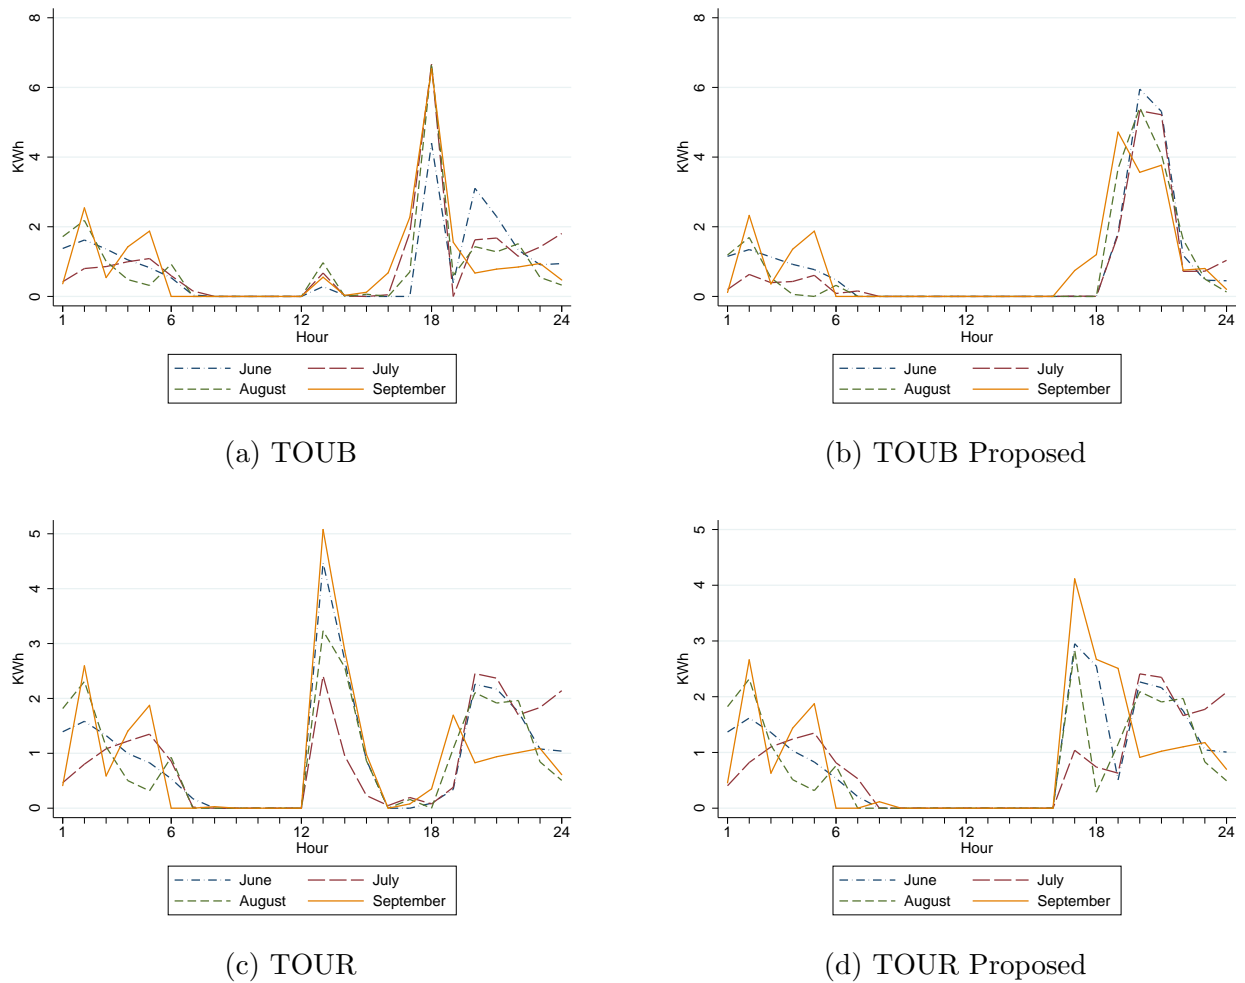 8
6
4
2
0
KWh
1 6 12 18 24
Hour
June July
August September
(a) TOUB
8
6
4
2
0
KWh
1 6 12 18 24
Hour
June July
August September
(b) TOUB Proposed
5
4
3
2
1
0
KWh
1 6 12 18 24
Hour
June July
August September
(c) TOUR
5
4
3
2
1
0
KWh
1 6 12 18 24
Hour
June July
August September
(d) TOUR Proposed